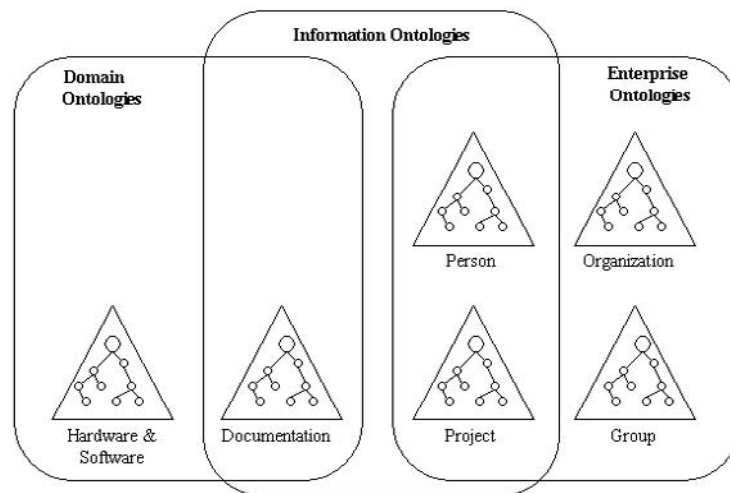 Information Ontologies
Domain
Ontologies
Enterprise
Ontologies
Person
Organization
Hardware &
Software
Documentation
Project
Group